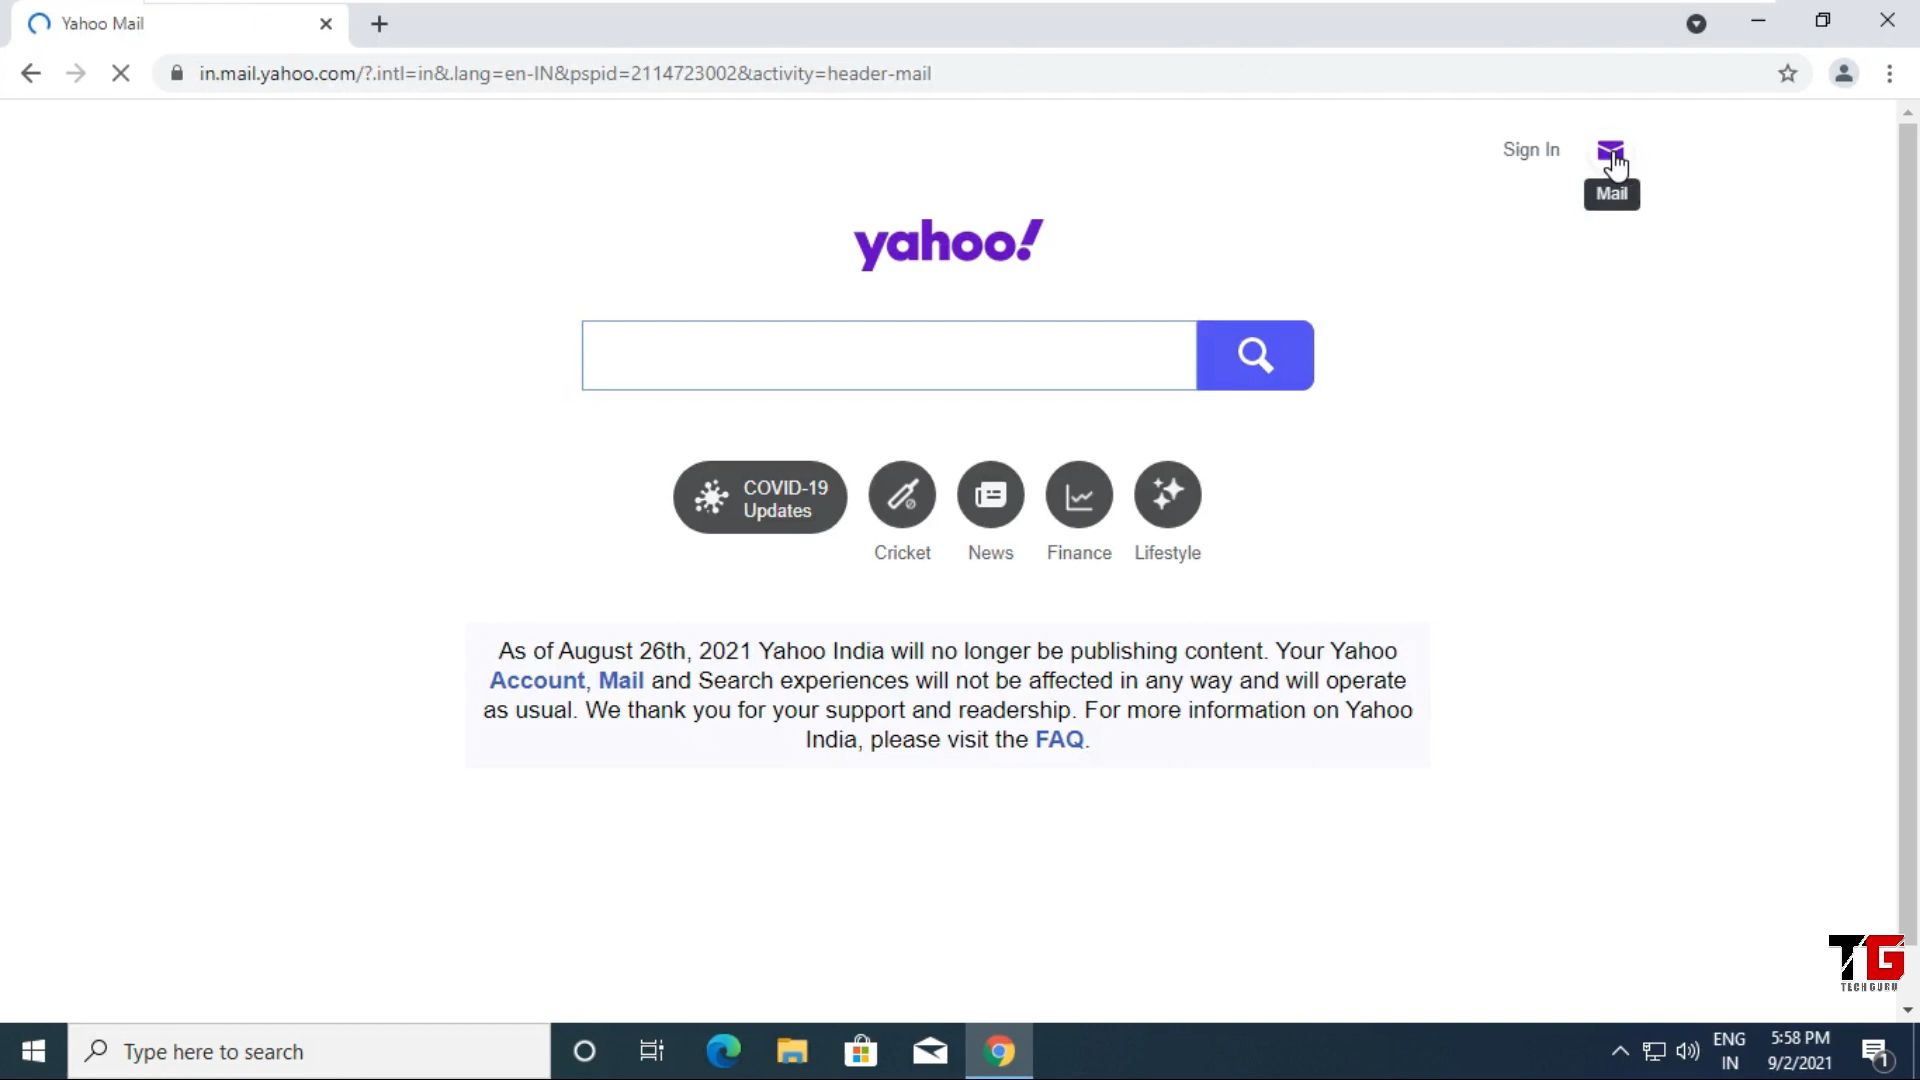 Yahoo Mail
in.mail.yahoo.com/?.intl=in&.lang=en-IN&pspid=2114723002&activity=header-mail
Sign In
Mail
yahoo!
COVID-19
Updates
Cricket
News
Finance
Lifestyle
As of August 26th, 2021 Yahoo India will no longer be publishing content. Your Yahoo
Account, Mail and Search experiences will not be affected in any way and will operate
as usual. We thank you for your support and readership. For more information on Yahoo
India, please visit the FAQ.
TG
TECH GURU
Type here to search
ENG
IN
5:58 PM
9/2/2021
1